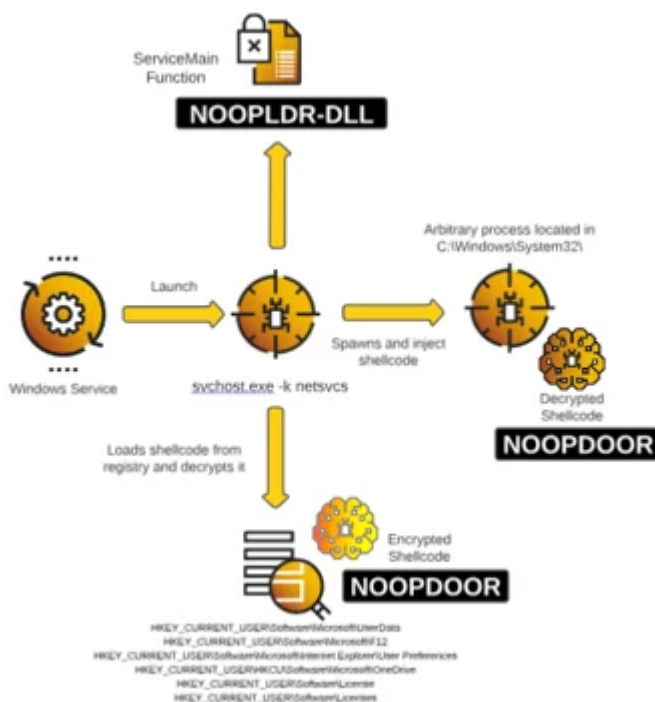 ServiceMain
Function
NOOPLDR-DLL
Arbitrary process located in
C:\Windows\System32\
Launch
Spawns and inject
shellcode
Windows Service
svchost.exe -k netsvcs
Decrypted
Shellcode
NOOPDOOR
Loads shellcode from
registry and decrypts it
Encrypted
Shellcode
NOOPDOOR
HKEY_CURRENT_USER\Software\Microsoft\UserData
HKEY_CURRENT_USER\Software\Microsoft\F12
HKEY_CURRENT_USER\Software\Microsoft\Internet Explorer\User Preferences
HKEY_CURRENT_USER\HKCU\Software\Microsoft\OneDrive
HKEY_CURRENT_USER\Software\License
HKEY_CURRENT_USER\Software\Licenses